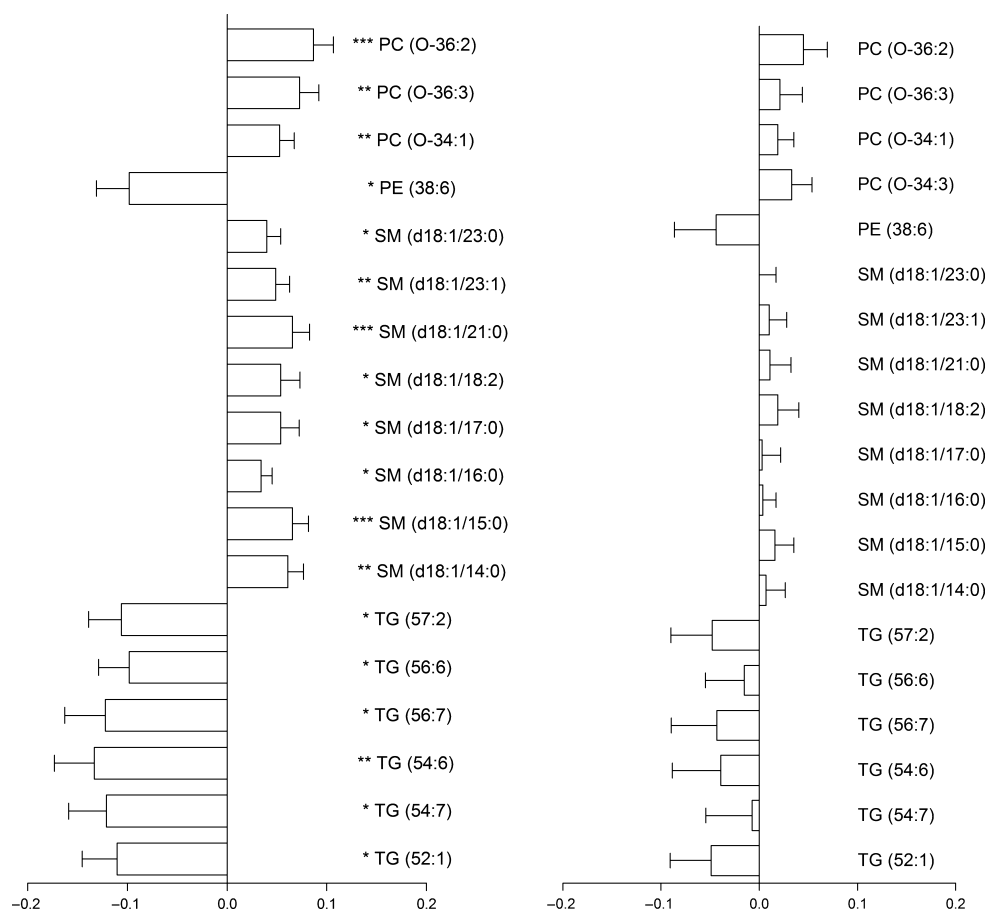 *** PC (O-36:2)
** PC (O-36:3)
** PC (O-34:1)
* PE (38:6)
* SM (d18:1/23:0)
** SM (d18:1/23:1)
*** SM (d18:1/21:0)
* SM (d18:1/18:2)
* SM (d18:1/17:0)
* SM (d18:1/16:0)
*** SM (d18:1/15:0)
** SM (d18:1/14:0)
* TG (57:2)
* TG (56:6)
* TG (56:7)
** TG (54:6)
* TG (54:7)
* TG (52:1)
−0.2 −0.1 0.0 0.1 0.2
PC (O-36:2)
PC (O-36:3)
PC (O-34:1)
PC (O-34:3)
PE (38:6)
SM (d18:1/23:0)
SM (d18:1/23:1)
SM (d18:1/21:0)
SM (d18:1/18:2)
SM (d18:1/17:0)
SM (d18:1/16:0)
SM (d18:1/15:0)
SM (d18:1/14:0)
TG (57:2)
TG (56:6)
TG (56:7)
TG (54:6)
TG (54:7)
TG (52:1)
−0.2 −0.1 0.0 0.1 0.2